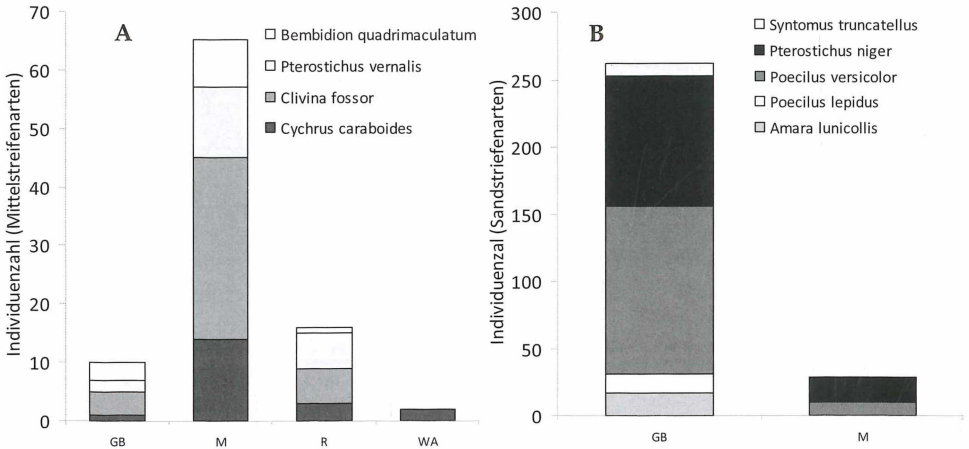 A
Individuenzahl (Mittelstreifenarten)
70
60
50
40
30
20
10
0
GB
M
R
WA
Bembidion quadrimaculatum
Pterostichus vernalis
Clivina fossor
Cychrus caraboides
B
Individuenzal (Sandstriefenarten)
300
250
200
150
100
50
0
GB
M
Syntomus truncatellus
Pterostichus niger
Poecilus versicolor
Poecilus lepidus
Amara lunicollis